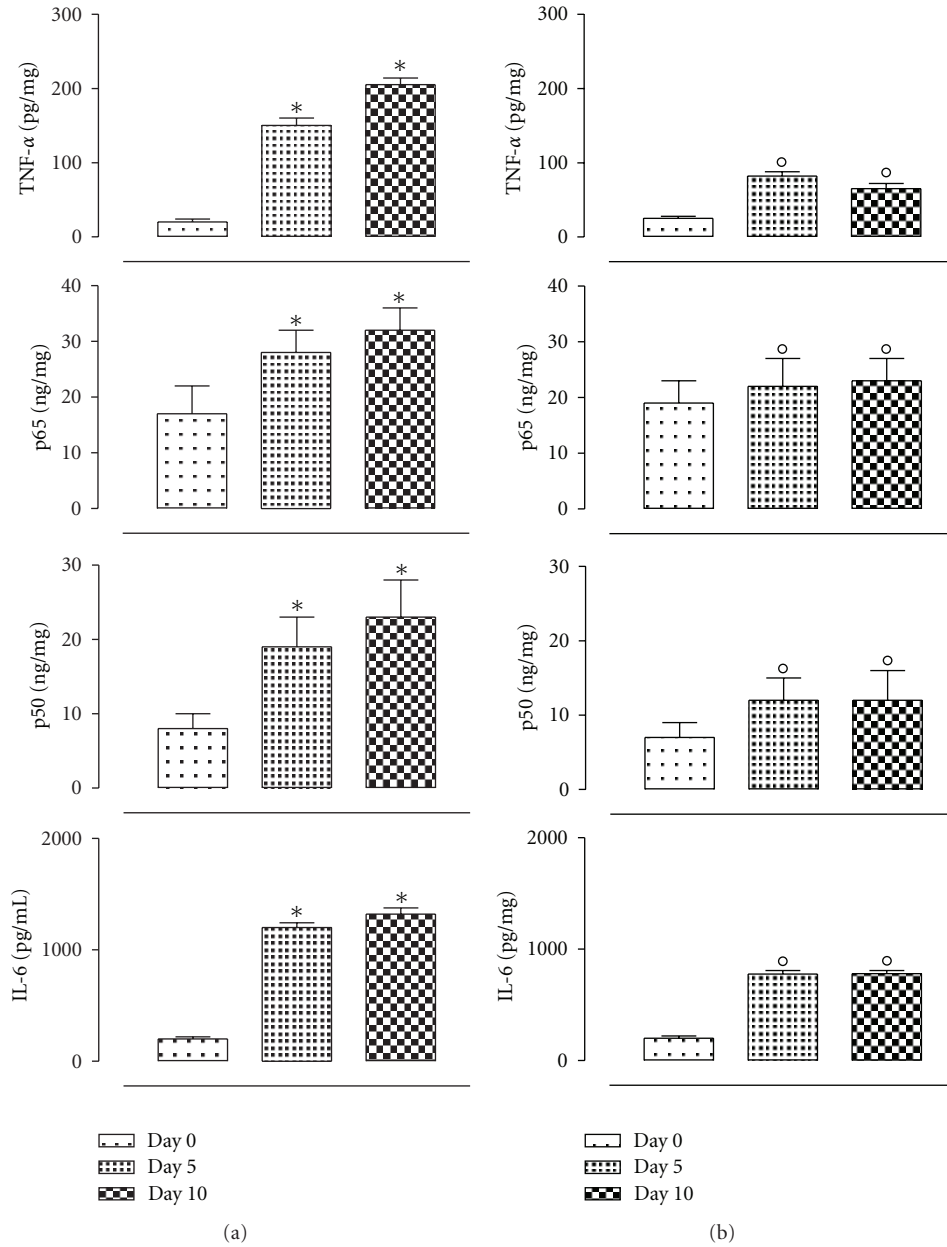 300
200
100
0
TNF-α (pg/mg)
*
*
300
200
100
0
TNF-α (pg/mg)
40
30
20
10
0
p65 (ng/mg)
*
*
40
30
20
10
0
p65 (ng/mg)
30
20
10
0
p50 (ng/mg)
*
*
30
20
10
0
p50 (ng/mg)
2000
1000
0
IL-6 (pg/mL)
*
*
2000
1000
0
IL-6 (pg/mg)
Day 0
Day 5
Day 10
(a)
Day 0
Day 5
Day 10
(b)